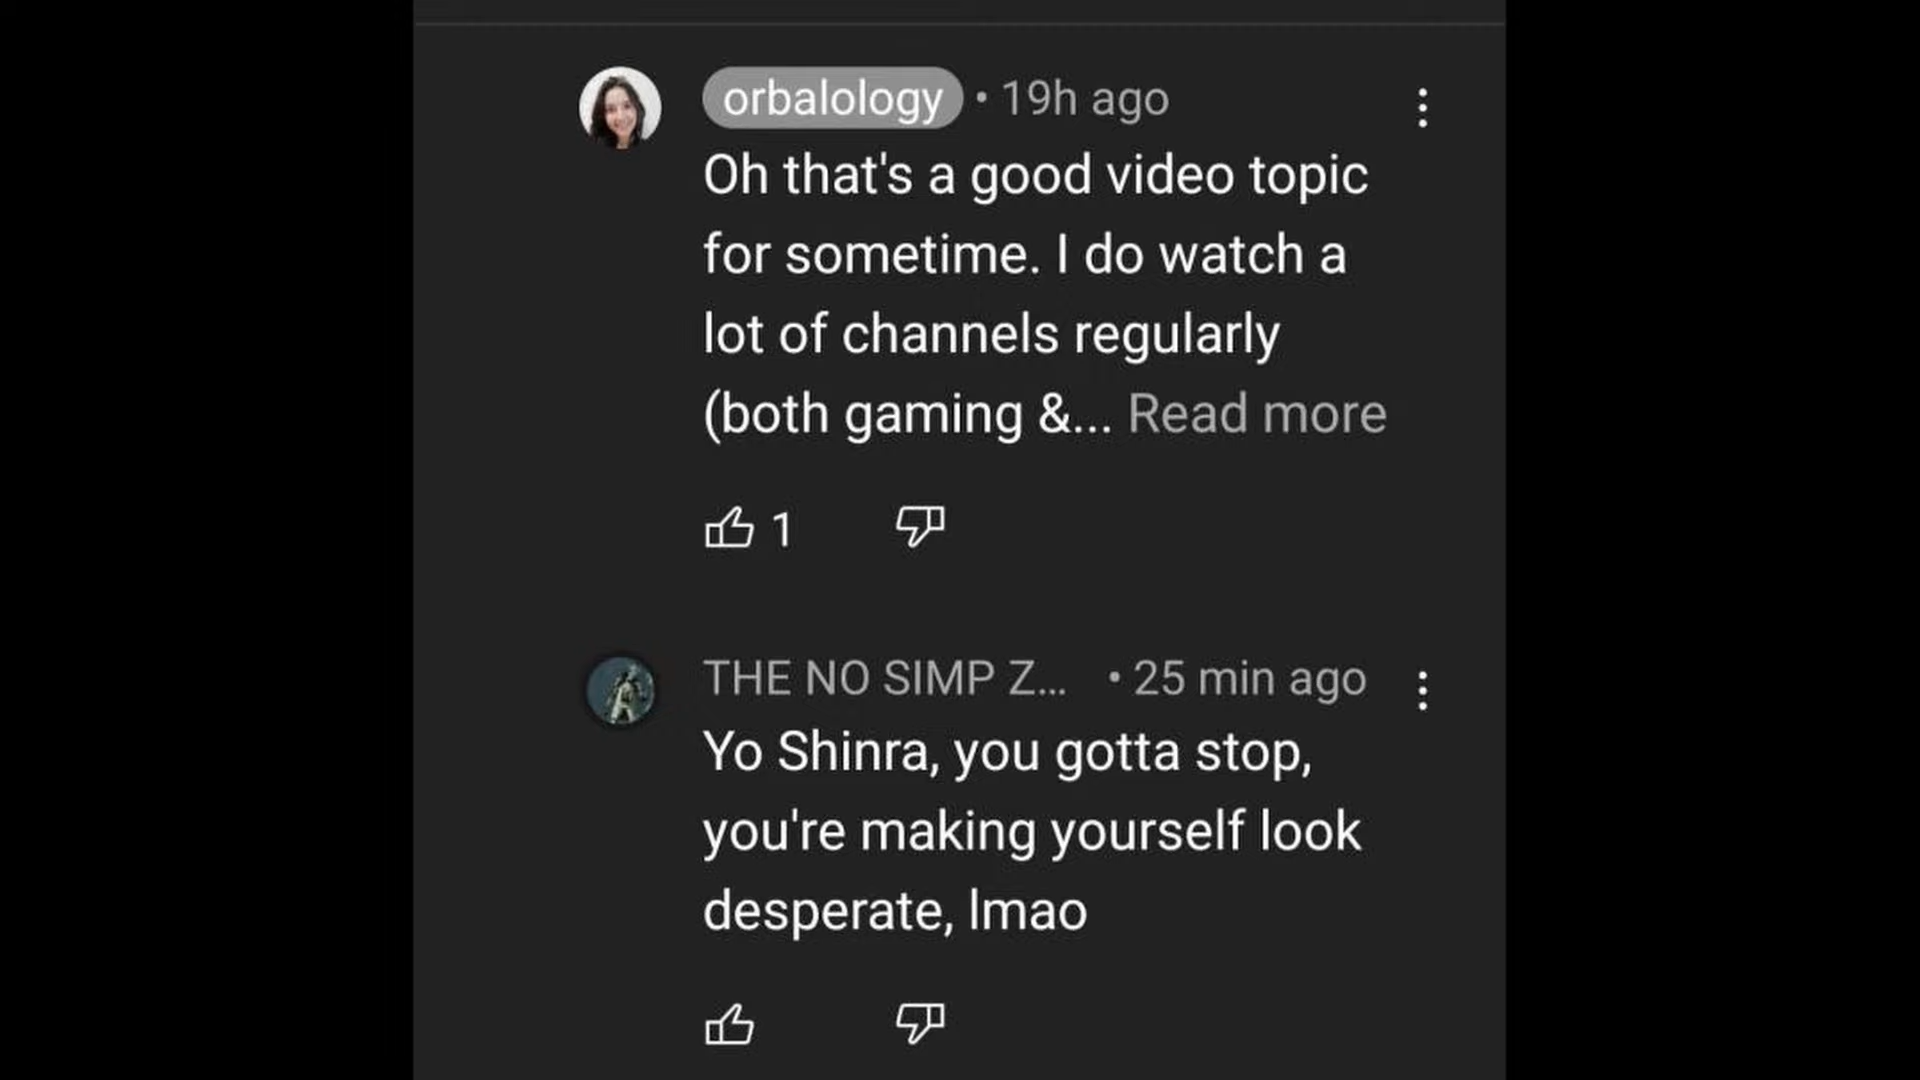 orbalology • 19h ago
Oh that's a good video topic
for sometime. I do watch a
lot of channels regularly
(both gaming &... Read more
1
THE NO SIMP Z... • 25 min ago
Yo Shinra, you gotta stop,
you're making yourself look
desperate, lmao